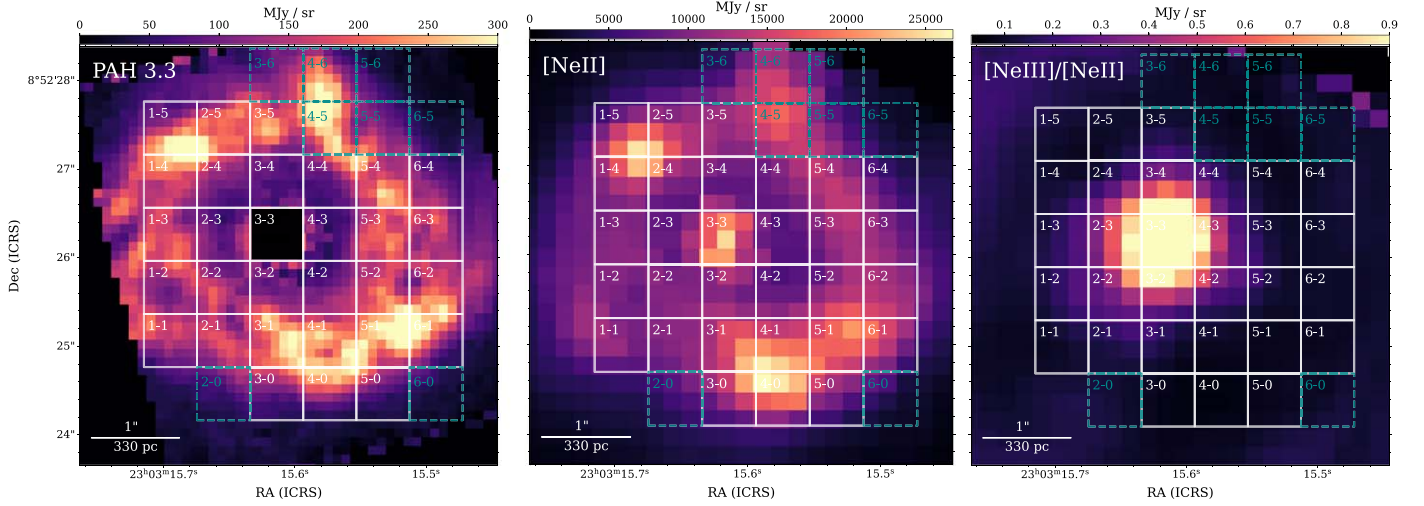 MJy / sr
0 50 100 150 200 250 300
PAH 3.3
3-6 4-6 5-6
1-5 2-5 3-5 4-5 5-5 6-5
1-4 2-4 3-4 4-4 5-4 6-4
1-3 2-3 3-3 4-3 5-3 6-3
1-2 2-2 3-2 4-2 5-2 6-2
1-1 2-1 3-1 4-1 5-1 6-1
2-0 3-0 4-0 5-0 6-0
1"
330 pc
8°52'28"
27"
26"
25"
24"
Dec (ICRS)
23ʰ03ᵐ15.7ˢ 15.6ˢ 15.5ˢ
RA (ICRS)
MJy / sr
0 5000 10000 15000 20000 25000
[NeII]
3-6 4-6 5-6
1-5 2-5 3-5 4-5 5-5 6-5
1-4 2-4 3-4 4-4 5-4 6-4
1-3 2-3 3-3 4-3 5-3 6-3
1-2 2-2 3-2 4-2 5-2 6-2
1-1 2-1 3-1 4-1 5-1 6-1
2-0 3-0 4-0 5-0 6-0
1"
330 pc
23ʰ03ᵐ15.7ˢ 15.6ˢ 15.5ˢ
RA (ICRS)
MJy / sr
0.1 0.2 0.3 0.4 0.5 0.6 0.7 0.8 0.9
[NeIII]/[NeII]
3-6 4-6 5-6
1-5 2-5 3-5 4-5 5-5 6-5
1-4 2-4 3-4 4-4 5-4 6-4
1-3 2-3 3-3 4-3 5-3 6-3
1-2 2-2 3-2 4-2 5-2 6-2
1-1 2-1 3-1 4-1 5-1 6-1
2-0 3-0 4-0 5-0 6-0
1"
330 pc
23ʰ03ᵐ15.7ˢ 15.6ˢ 15.5ˢ
RA (ICRS)